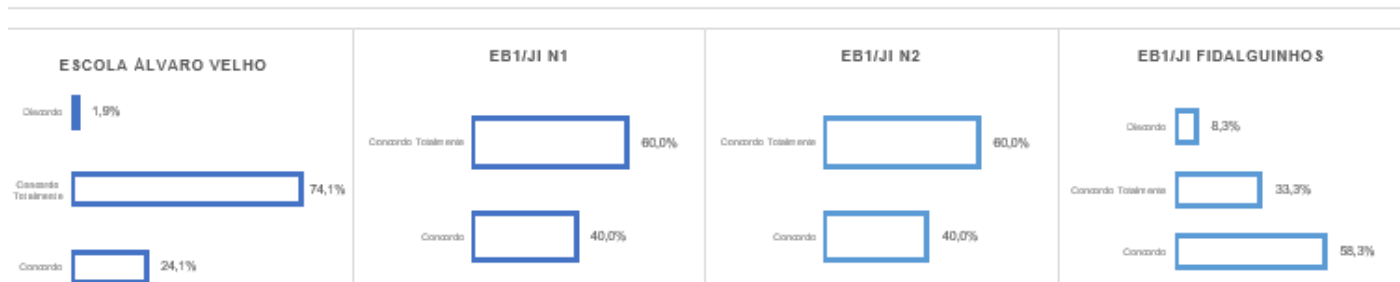 ESCOLA ÁLVARO VELHO
Discordo
1,9%
Concordo
Totalmente
74,1%
Concordo
24,1%
EB1/JI N1
Concordo Totalmente
60,0%
Concordo
40,0%
EB1/JI N2
Concordo Totalmente
60,0%
Concordo
40,0%
EB1/JI FIDALGUINHOS
Discordo
8,3%
Concordo Totalmente
33,3%
Concordo
58,3%